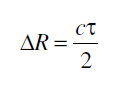 ΔR = cτ / 2